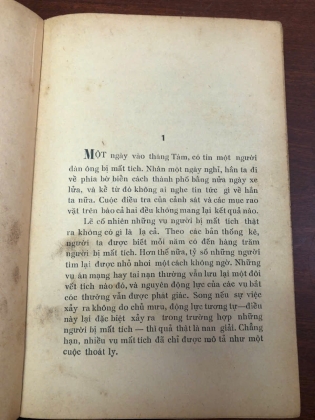 1
MỘT ngày vào tháng Tám, có tin một người
đàn ông bị mất tích. Nhân một ngày nghỉ, hắn ta đi
về phía bờ biển cách thành phố bằng nửa ngày xe
lửa, và kể từ đó không ai nghe tin tức gì về hắn
ta nữa. Cuộc điều tra của cảnh sát và các mục rao
vặt trên báo cả hai đều không mang lại kết quả nào.
Lẽ cố nhiên những vụ người bị mất tích thật
ra không có gì là lạ cả. Theo các bản thống kê,
người ta được biết mỗi năm có đến hàng trăm
người bị mất tích. Hơn thế nữa, tỷ số những người
tìm lại được nhỏ nhoi một cách không ngờ. Những
vụ án mạng hay tai nạn thường vẫn lưu lại một đôi
vết tích nào đó, và nguyên động lực của các vụ bắt
cóc thường vẫn được phát giác. Song nếu sự việc
xẩy ra không do chủ mưu, động lực tương tự—điều
này lại đặc biệt xảy ra trong trường hợp những
người bị mất tích — thì quả thật là nan giải. Chẳng
hạn, nhiều vụ mất tích đã chỉ được mô tả như một
cuộc thoát ly.